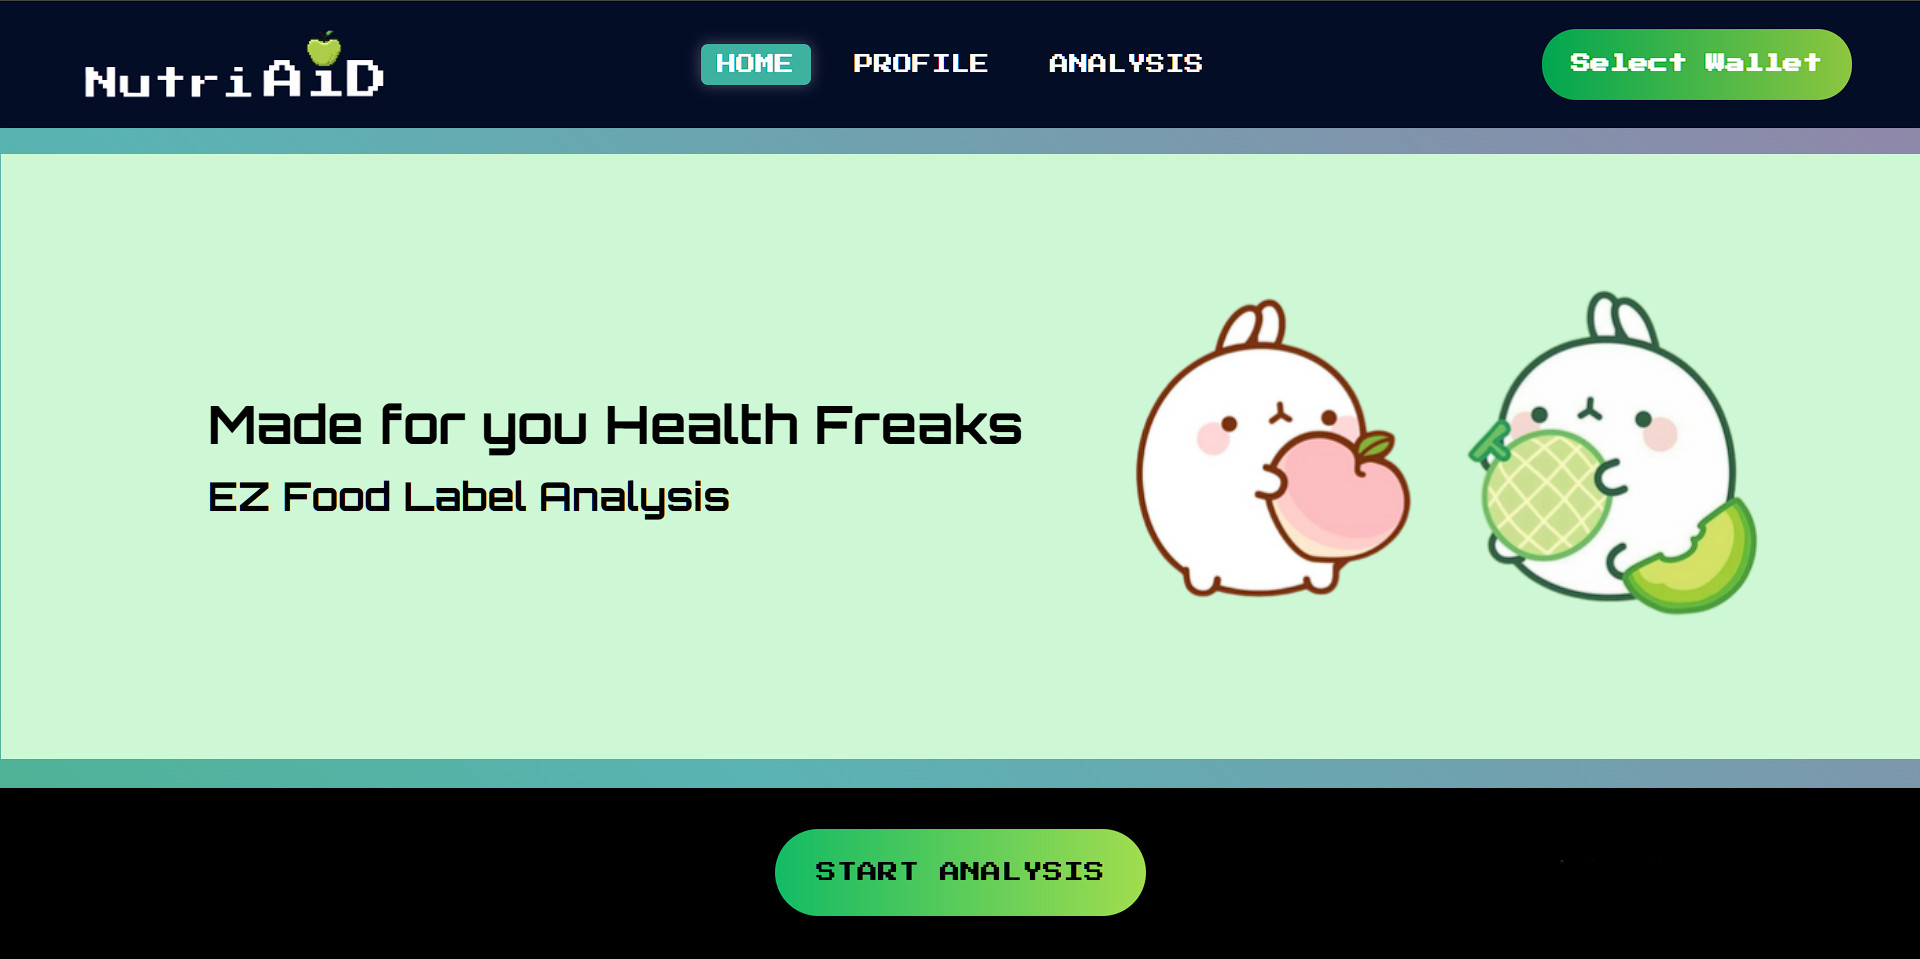 NutriAiD
HOME
PROFILE
ANALYSIS
Select Wallet
Made for you Health Freaks
EZ Food Label Analysis
START ANALYSIS